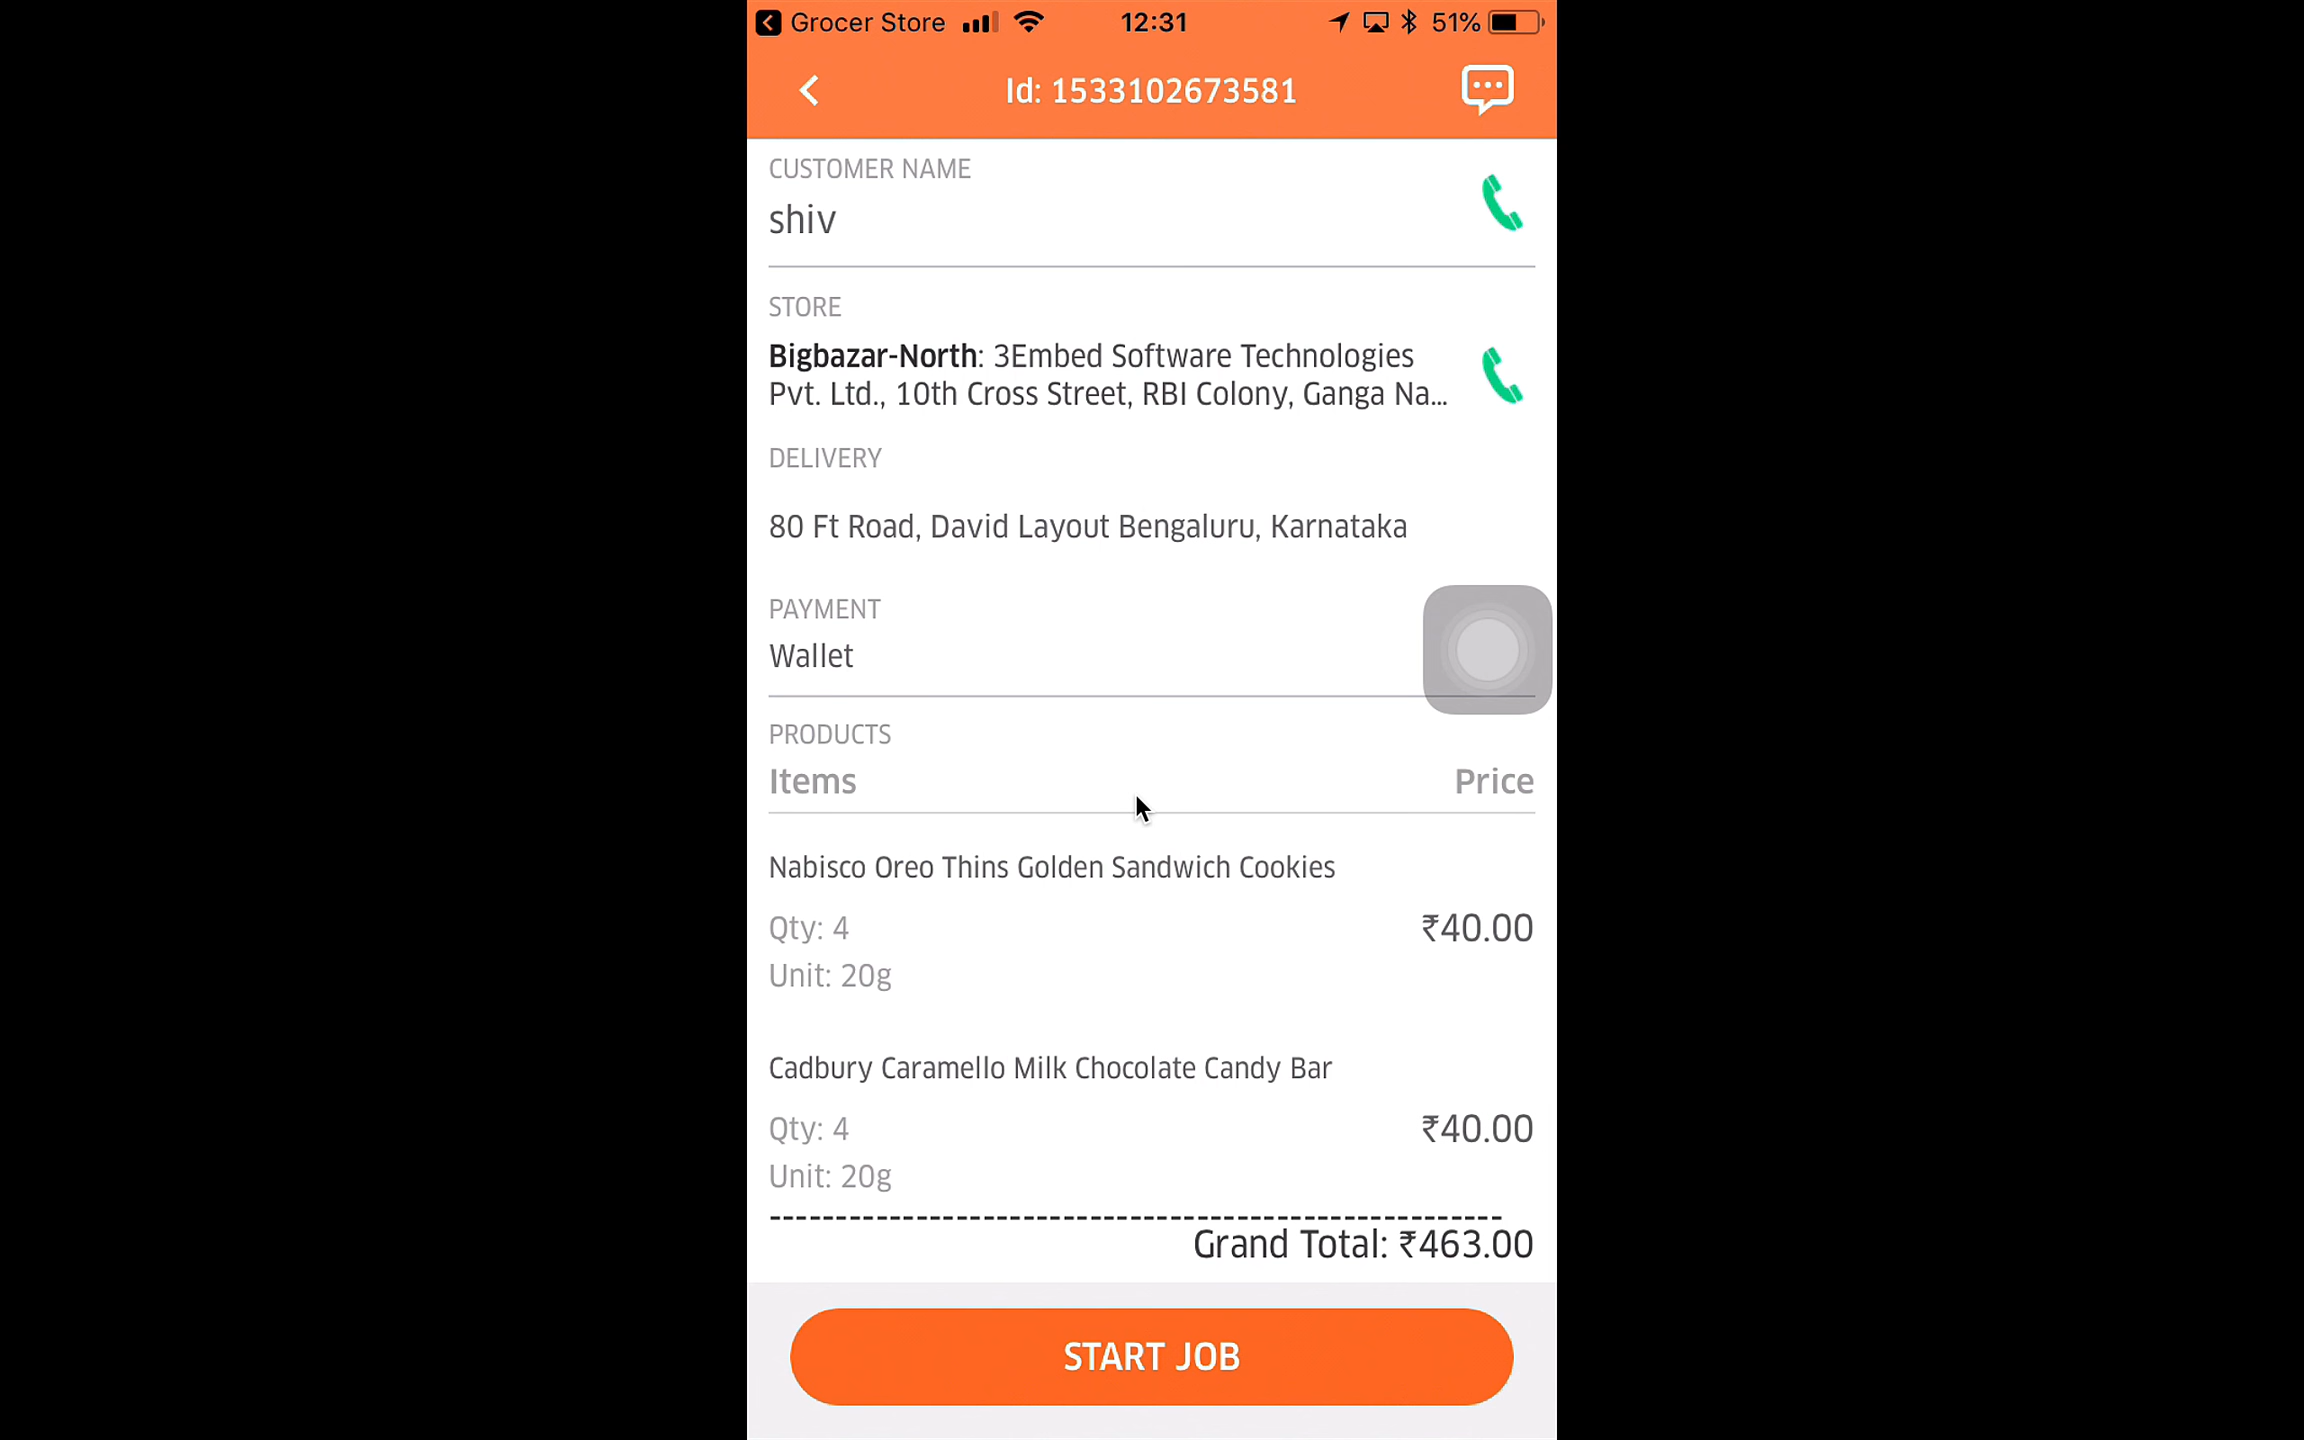 Grocer Store 12:31 51%
Id: 1533102673581
CUSTOMER NAME
shiv
STORE
Bigbazar-North: 3Embed Software Technologies
Pvt. Ltd., 10th Cross Street, RBI Colony, Ganga Na...
DELIVERY
80 Ft Road, David Layout Bengaluru, Karnataka
PAYMENT
Wallet
PRODUCTS
Items Price
Nabisco Oreo Thins Golden Sandwich Cookies
Qty: 4 ₹40.00
Unit: 20g
Cadbury Caramello Milk Chocolate Candy Bar
Qty: 4 ₹40.00
Unit: 20g
Grand Total: ₹463.00
START JOB